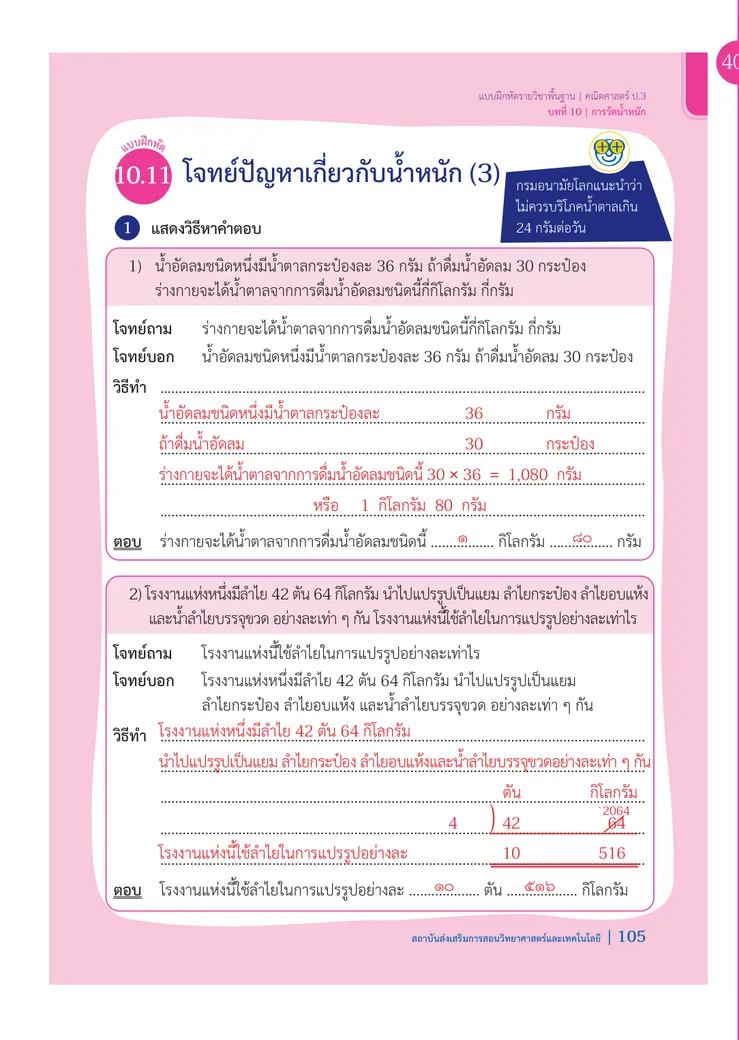 40
แบบฝึกหัดรายวิชาพื้นฐาน | คณิตศาสตร์ ป.3
บทที่ 10 | การวัดน้ำหนัก
แบบฝึกหัด
10.11 โจทย์ปัญหาเกี่ยวกับน้ำหนัก (3)
กรมอนามัยโลกแนะนำว่า
ไม่ควรบริโภคน้ำตาลเกิน
24 กรัมต่อวัน
1 แสดงวิธีหาคำตอบ
1) น้ำอัดลมชนิดหนึ่งมีน้ำตาลกระป๋องละ 36 กรัม ถ้าดื่มน้ำอัดลม 30 กระป๋อง
ร่างกายจะได้น้ำตาลจากการดื่มน้ำอัดลมชนิดนี้กี่กิโลกรัม กี่กรัม
โจทย์ถาม ร่างกายจะได้น้ำตาลจากการดื่มน้ำอัดลมชนิดนี้กี่กิโลกรัม กี่กรัม
โจทย์บอก น้ำอัดลมชนิดหนึ่งมีน้ำตาลกระป๋องละ 36 กรัม ถ้าดื่มน้ำอัดลม 30 กระป๋อง
วิธีทำ
น้ำอัดลมชนิดหนึ่งมีน้ำตาลกระป๋องละ 36 กรัม
ถ้าดื่มน้ำอัดลม 30 กระป๋อง
ร่างกายจะได้น้ำตาลจากการดื่มน้ำอัดลมชนิดนี้ 30 × 36 = 1,080 กรัม
หรือ 1 กิโลกรัม 80 กรัม
ตอบ ร่างกายจะได้น้ำตาลจากการดื่มน้ำอัดลมชนิดนี้ ๑ กิโลกรัม ๘๐ กรัม
2) โรงงานแห่งหนึ่งมีลำไย 42 ตัน 64 กิโลกรัม นำไปแปรรูปเป็นแยม ลำไยกระป๋อง ลำไยอบแห้ง
และน้ำลำไยบรรจุขวด อย่างละเท่า ๆ กัน โรงงานแห่งนี้ใช้ลำไยในการแปรรูปอย่างละเท่าไร
โจทย์ถาม โรงงานแห่งนี้ใช้ลำไยในการแปรรูปอย่างละเท่าไร
โจทย์บอก โรงงานแห่งหนึ่งมีลำไย 42 ตัน 64 กิโลกรัม นำไปแปรรูปเป็นแยม
ลำไยกระป๋อง ลำไยอบแห้ง และน้ำลำไยบรรจุขวด อย่างละเท่า ๆ กัน
วิธีทำ โรงงานแห่งหนึ่งมีลำไย 42 ตัน 64 กิโลกรัม
นำไปแปรรูปเป็นแยม ลำไยกระป๋อง ลำไยอบแห้งและน้ำลำไยบรรจุขวดอย่างละเท่า ๆ กัน
ตัน กิโลกรัม
2064
4 ) 42 64
โรงงานแห่งนี้ใช้ลำไยในการแปรรูปอย่างละ 10 516
ตอบ โรงงานแห่งนี้ใช้ลำไยในการแปรรูปอย่างละ ๑๐ ตัน ๕๑๖ กิโลกรัม
สถาบันส่งเสริมการสอนวิทยาศาสตร์และเทคโนโลยี | 105